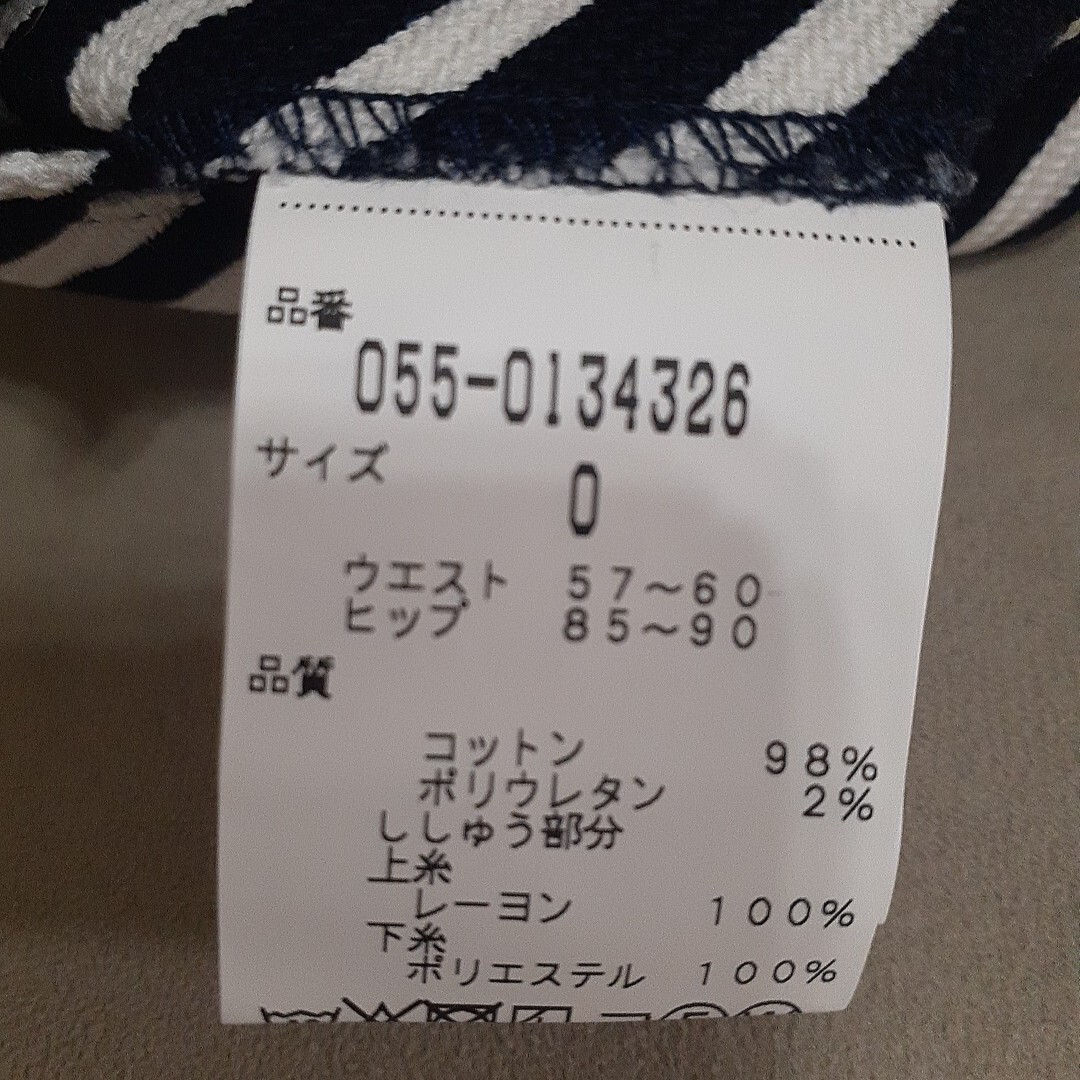 品番
055-0134326
サイズ
0
ウエスト 57～60
ヒップ 85～90
品質
コットン 98%
ポリウレタン 2%
ししゅう部分
上糸
レーヨン 100%
下糸
ポリエステル 100%